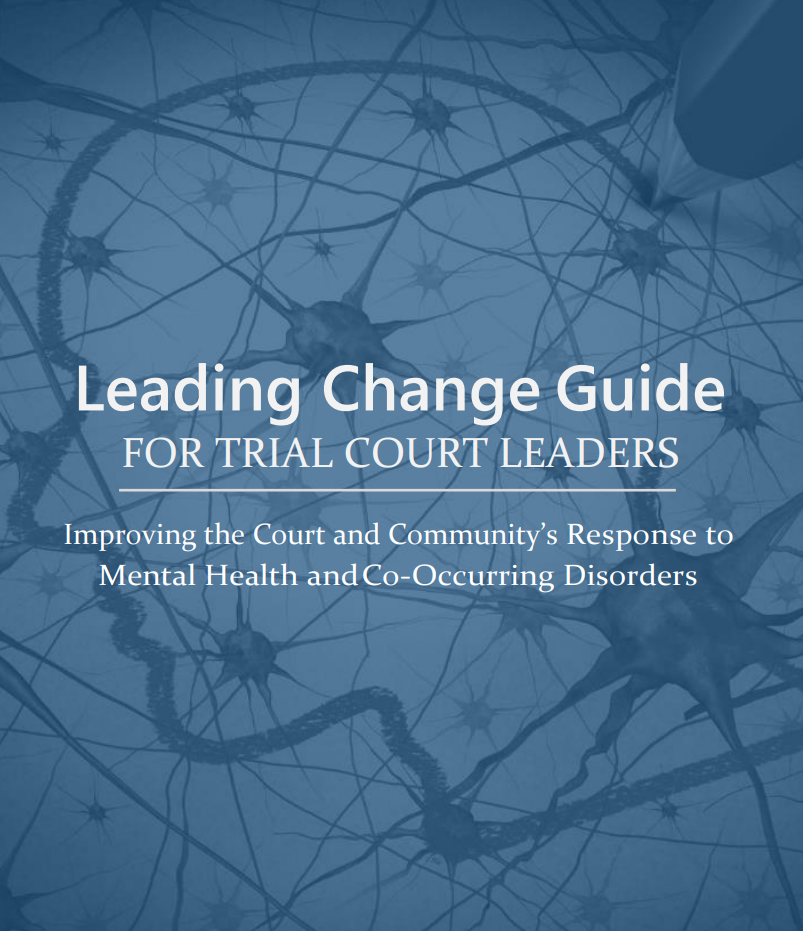 Leading Change Guide
FOR TRIAL COURT LEADERS
Improving the Court and Community’s Response to
Mental Health and Co-Occurring Disorders